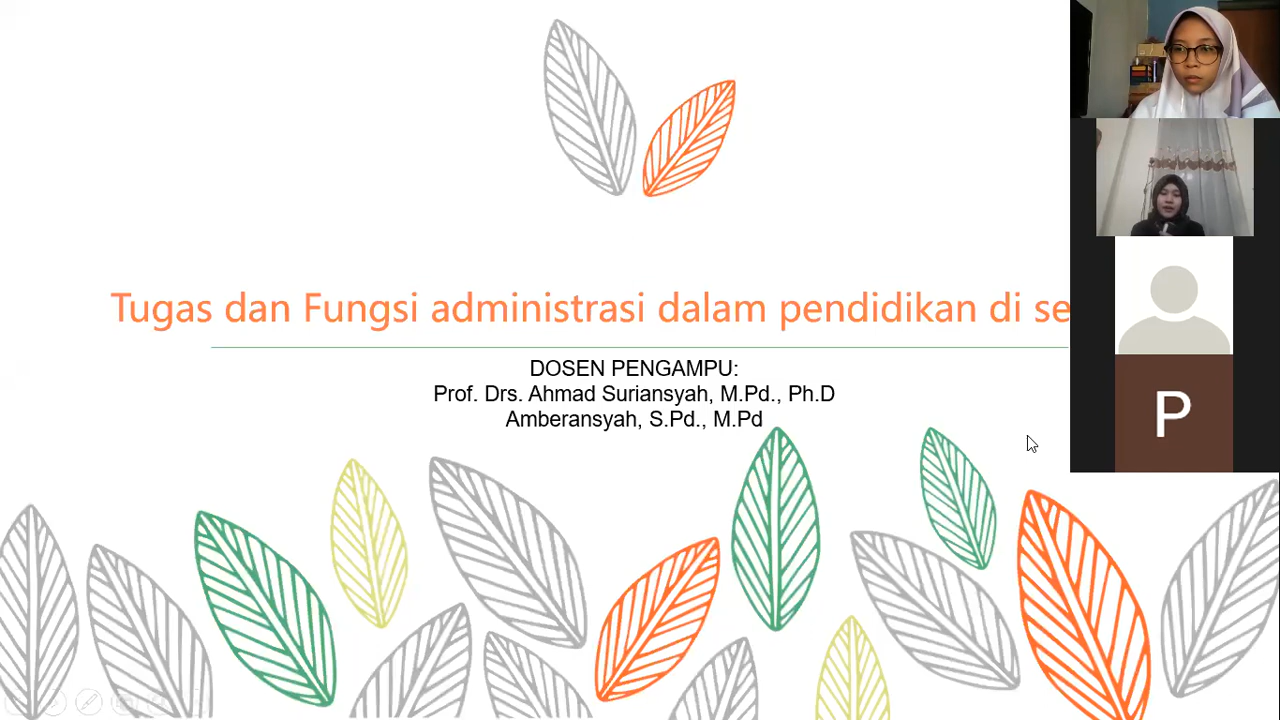 Tugas dan Fungsi administrasi dalam pendidikan di se
DOSEN PENGAMPU:
Prof. Drs. Ahmad Suriansyah, M.Pd., Ph.D
Amberansyah, S.Pd., M.Pd
P